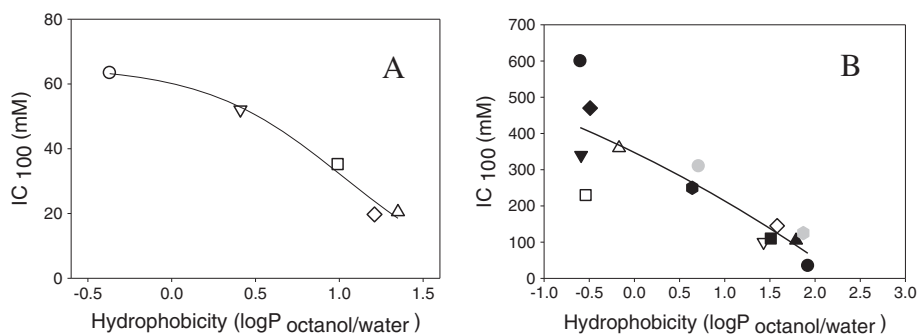 A
80
60
40
20
0
IC 100 (mM)
-0.5 0.0 0.5 1.0 1.5
Hydrophobicity (logP octanol/water)
B
700
600
500
400
300
200
100
0
IC 100 (mM)
-1.0 -0.5 0.0 0.5 1.0 1.5 2.0 2.5 3.0
Hydrophobicity (logP octanol/water)